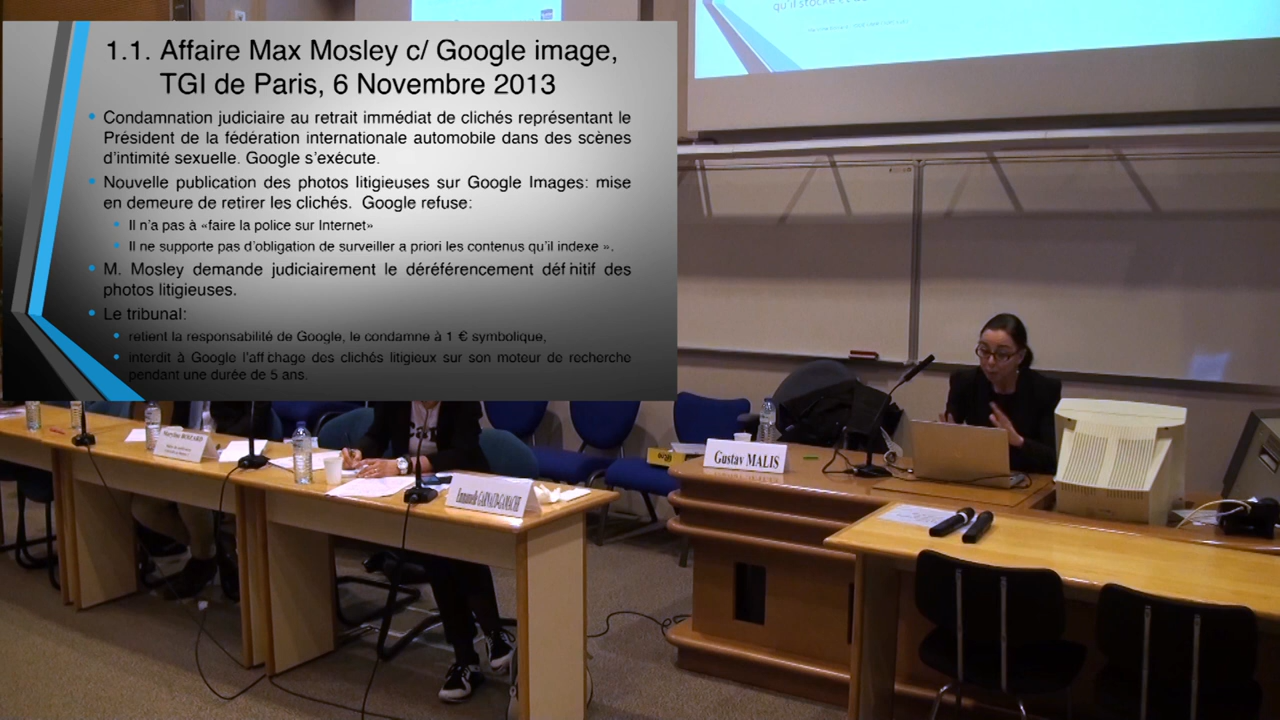 1.1. Affaire Max Mosley c/ Google image,
TGI de Paris, 6 Novembre 2013
Condamnation judiciaire au retrait immédiat de clichés représentant le
Président de la fédération internationale automobile dans des scènes
d'intimité sexuelle. Google s'exécute.
Nouvelle publication des photos litigieuses sur Google Images: mise
en demeure de retirer les clichés. Google refuse:
Il n'a pas à «faire la police sur Internet»
Il ne supporte pas d'obligation de surveiller a priori les contenus qu'il indexe ».
M. Mosley demande judiciairement le déréférencement déf nitif des
photos litigieuses.
Le tribunal:
retient la responsabilité de Google, le condamne à 1 € symbolique,
interdit à Google l'aff chage des clichés litigieux sur son moteur de recherche
pendant une durée de 5 ans.
qu'il stocke et
Gustav MALIS
Emmanuelle GARNAUD-GAMACHE